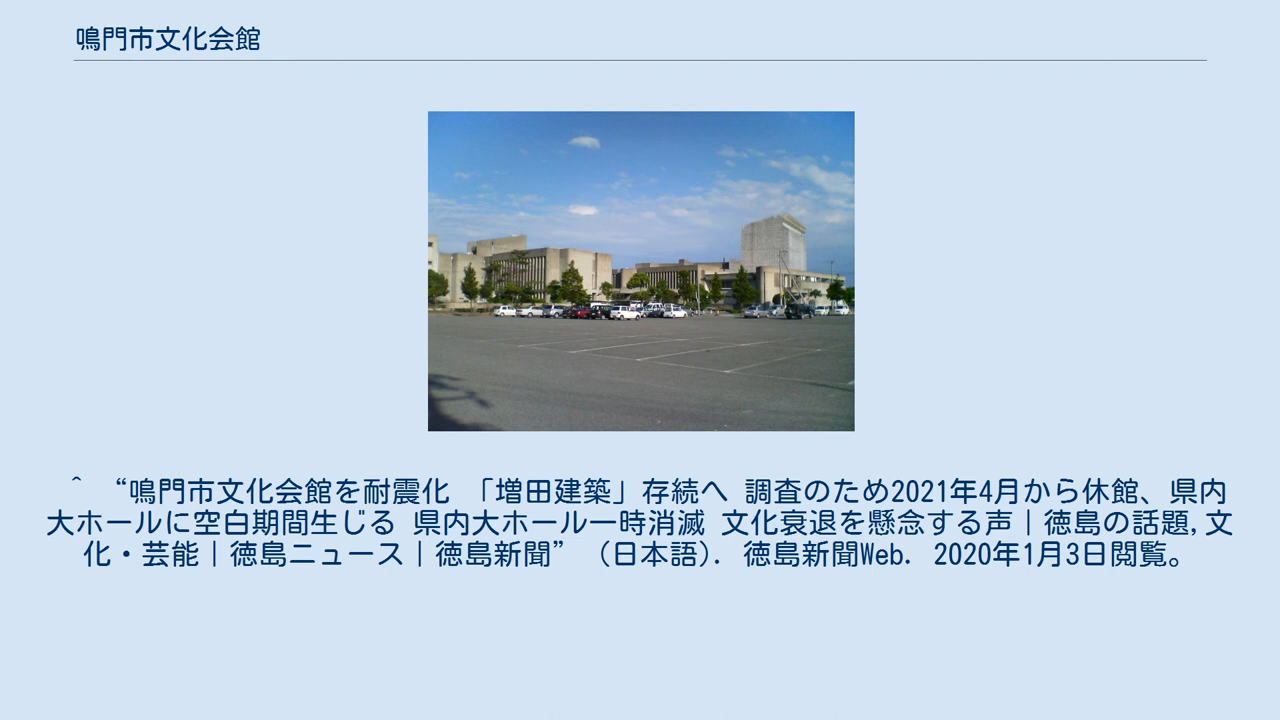 鳴門市文化会館
^ “鳴門市文化会館を耐震化 「増田建築」存続へ 調査のため2021年4月から休館、県内
大ホールに空白期間生じる 県内大ホール一時消滅 文化衰退を懸念する声｜徳島の話題,文
化・芸能｜徳島ニュース｜徳島新聞” (日本語). 徳島新聞Web. 2020年1月3日閲覧。